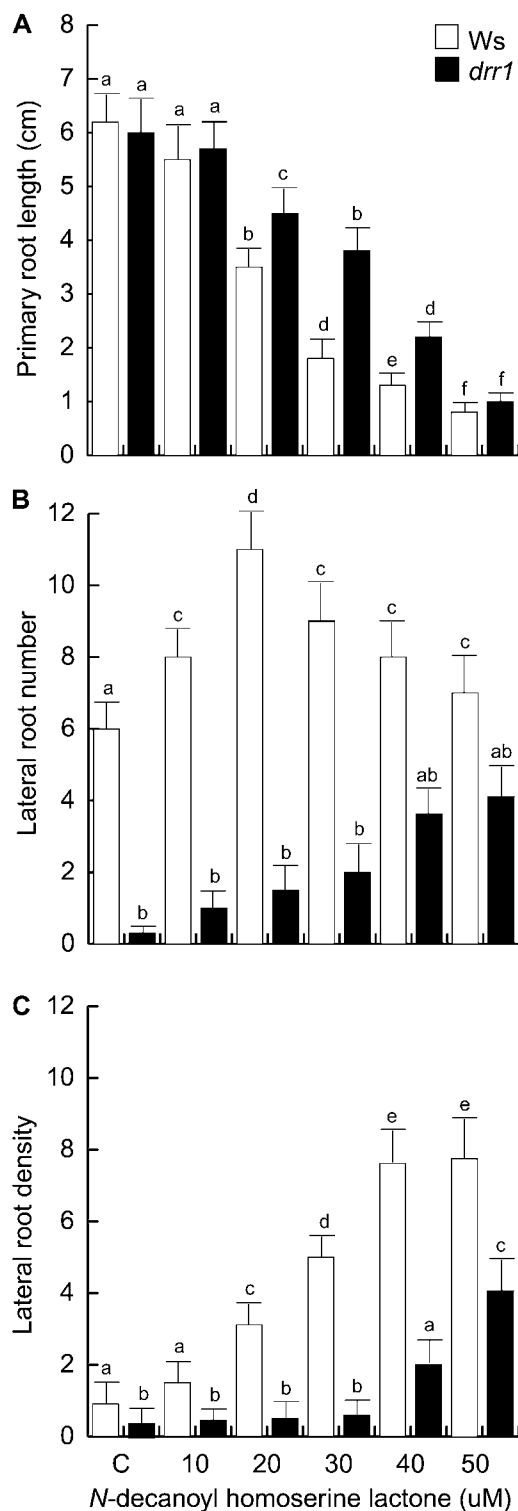 A
Ws
drr1
Primary root length (cm)
8
7
6
5
4
3
2
1
0
a a a a b c d b e d f f
B
Lateral root number
12
10
8
6
4
2
0
a b c b d b c b c ab c ab
C
Lateral root density
12
10
8
6
4
2
0
a b a b c b d b e a e c
C 10 20 30 40 50
N-decanoyl homoserine lactone (uM)